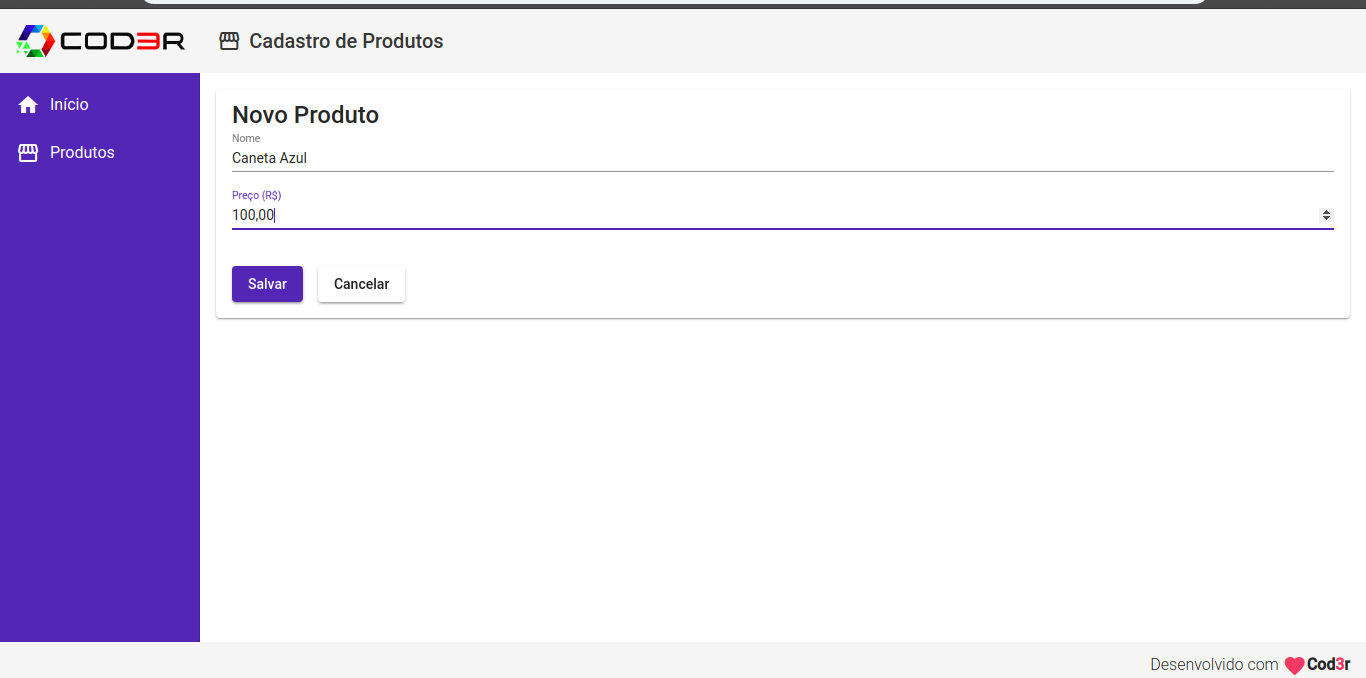 COD3R
Cadastro de Produtos
Início
Produtos
Novo Produto
Nome
Caneta Azul
Preço (R$)
100,00
Salvar
Cancelar
Desenvolvido com Cod3r